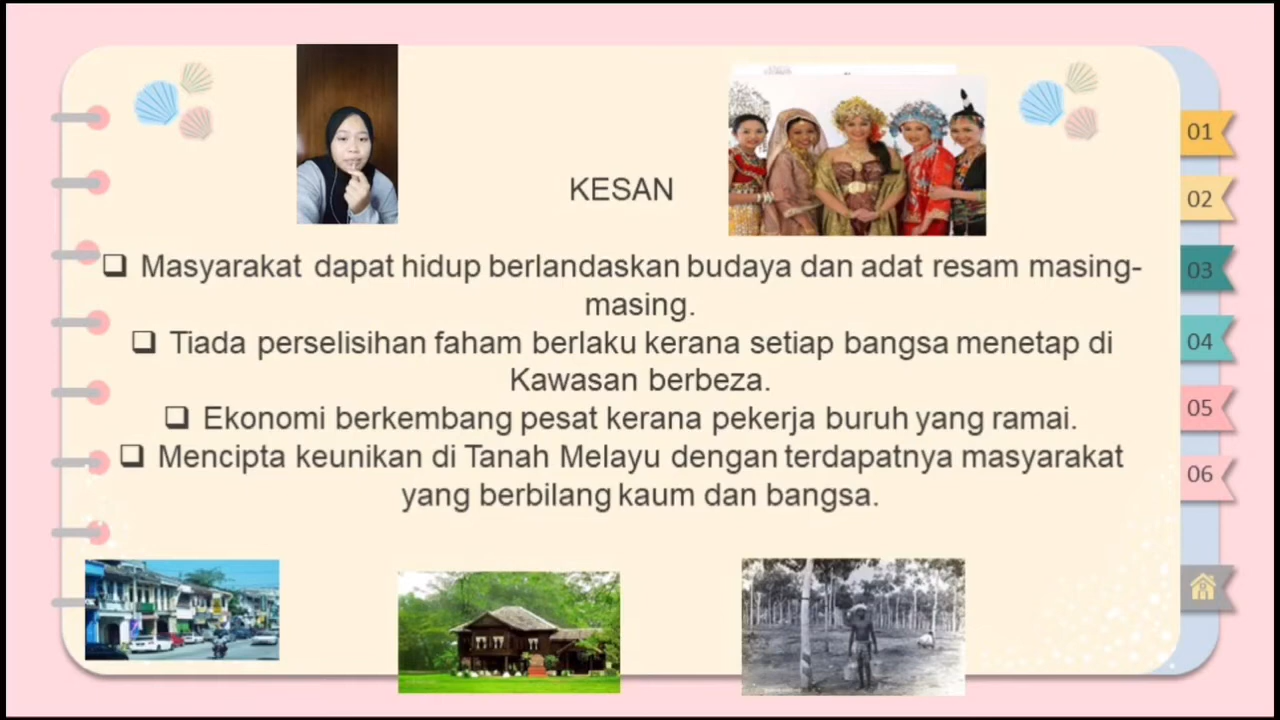 KESAN
❑ Masyarakat dapat hidup berlandaskan budaya dan adat resam masing-
masing.
❑ Tiada perselisihan faham berlaku kerana setiap bangsa menetap di
Kawasan berbeza.
❑ Ekonomi berkembang pesat kerana pekerja buruh yang ramai.
❑ Mencipta keunikan di Tanah Melayu dengan terdapatnya masyarakat
yang berbilang kaum dan bangsa.
01
02
03
04
05
06